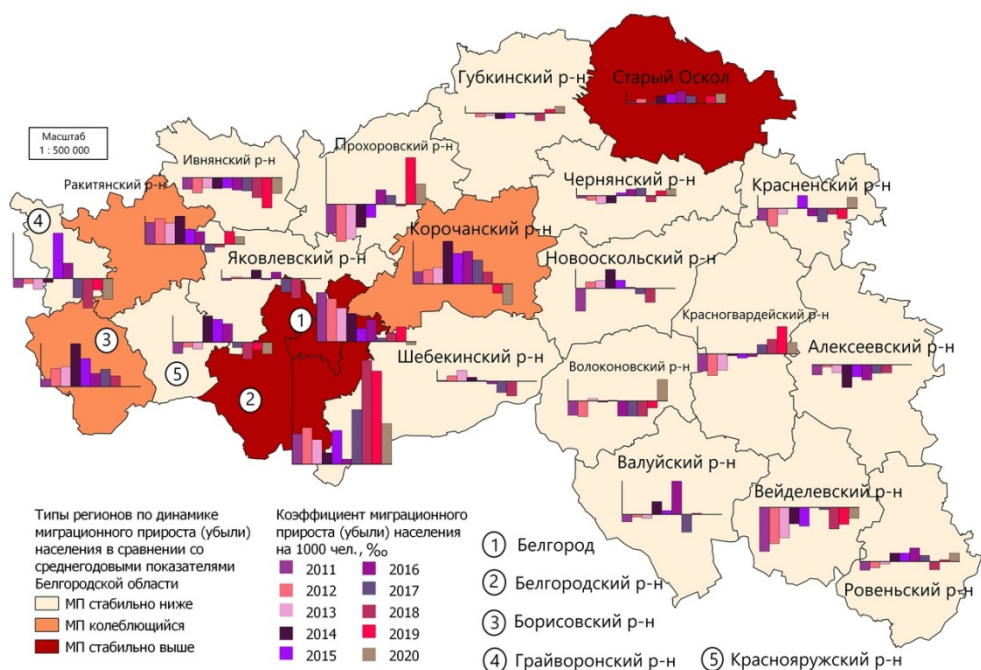 Губкинский р-н
Старый Оскол
Масштаб
1 : 500 000
Ивнянский р-н
Прохоровский р-н
Ракитянский р-н
Чернянский р-н
Красненский р-н
4
Корочанский р-н
Яковлевский р-н
Новооскольский р-н
1
Красногвардейский р-н
3
Шебекинский р-н
Алексеевский р-н
5
Волоконовский р-н
2
Валуйский р-н
Вейделевский р-н
Ровеньский р-н
Типы регионов по динамике
миграционного прироста (убыли)
населения в сравнении со
среднегодовыми показателями
Белгородской области
МП стабильно ниже
МП колеблющийся
МП стабильно выше
Коэффициент миграционного
прироста (убыли) населения
на 1000 чел., ‰
2011
2016
2012
2017
2013
2018
2014
2019
2015
2020
1 Белгород
2 Белгородский р-н
3 Борисовский р-н
4 Грайворонский р-н
5 Краснояружский р-н